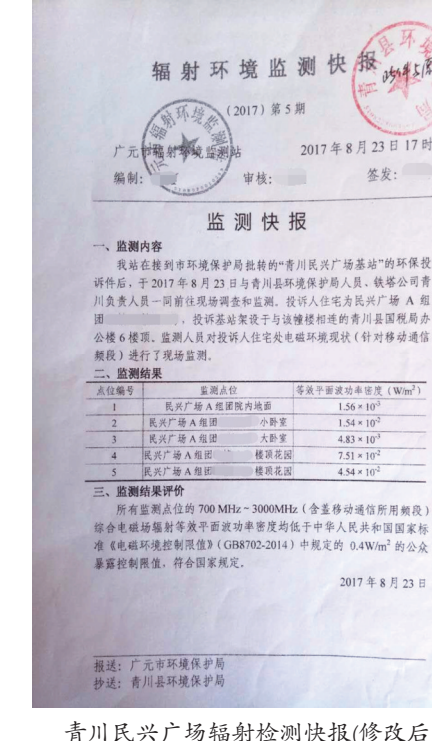 辐射环境监测快报
(2017)第5期
广元市辐射环境监测站 2017年8月23日17时
编制: 审核: 签发:
监测快报
一、监测内容
我站在接到市环境保护局批转的“青川民兴广场基站”的环保投
诉件后，于2017年8月23日与青川县环境保护局人员、铁塔公司青
川负责人员一同前往现场调查和监测。投诉人住宅为民兴广场 A 组
团 ，投诉基站架设于与该幢楼相连的青川县国税局办
公楼6楼楼顶。监测人员对投诉人住宅处电磁环境现状（针对移动通信
频段）进行了现场监测。
二、监测结果
点位编号 监测点位 等效平面波功率密度（W/m²）
1 民兴广场 A 组团院内地面 1.56×10⁻³
2 民兴广场 A 组团 小卧室 1.54×10⁻²
3 民兴广场 A 组团 大卧室 4.83×10⁻³
4 民兴广场 A 组团 楼顶花园 7.51×10⁻²
5 民兴广场 A 组团 楼顶花园 4.54×10⁻²
三、监测结果评价
所有监测点位的 700 MHz~3000MHz（含盖移动通信所用频段）
综合电磁场辐射等效平面波功率密度均低于中华人民共和国国家标
准《电磁环境控制限值》（GB8702-2014）中规定的 0.4W/m² 的公众
暴露控制限值，符合国家规定。
2017年8月23日
报送：广元市环境保护局
抄送：青川县环境保护局
青川民兴广场辐射检测快报(修改后